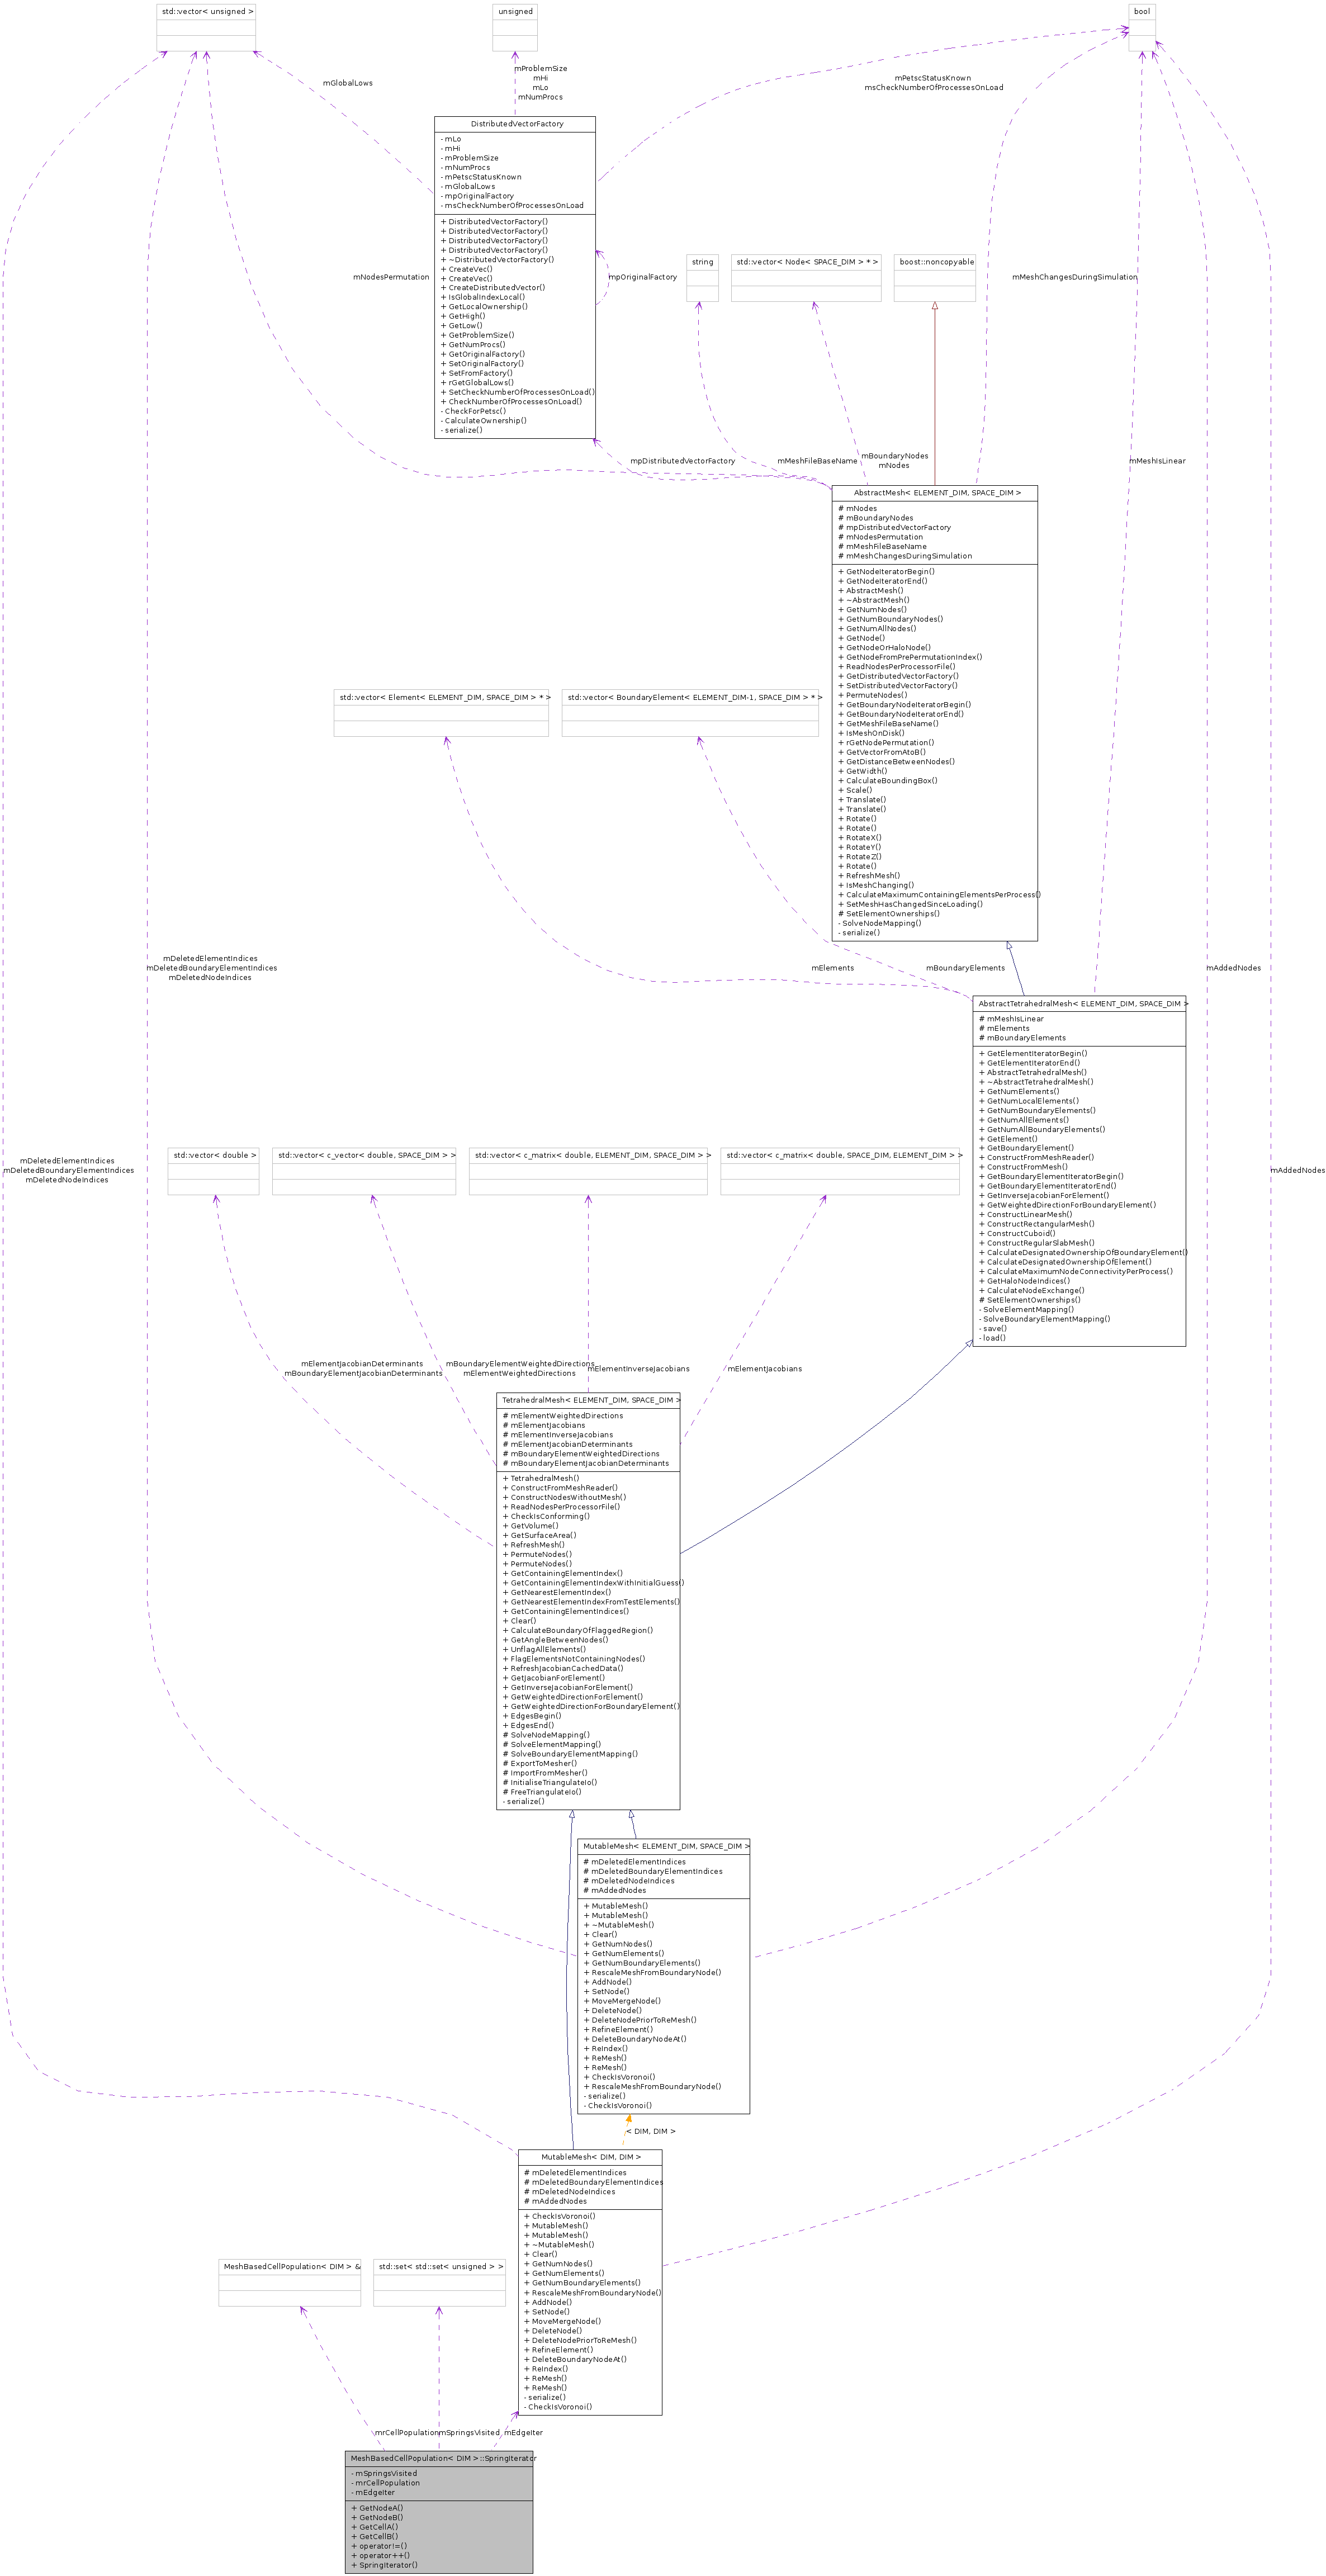 std::vector< unsigned >
unsigned
bool
mGlobalLows
mProblemSize
mHi
mLo
mNumProcs
mPetscStatusKnown
msCheckNumberOfProcessesOnLoad
DistributedVectorFactory
- mLo
- mHi
- mProblemSize
- mNumProcs
- mPetscStatusKnown
- mGlobalLows
- mpOriginalFactory
- msCheckNumberOfProcessesOnLoad
+ DistributedVectorFactory()
+ DistributedVectorFactory()
+ DistributedVectorFactory()
+ DistributedVectorFactory()
+ ~DistributedVectorFactory()
+ CreateVec()
+ CreateVec()
+ CreateDistributedVector()
+ IsGlobalIndexLocal()
+ GetLocalOwnership()
+ GetHigh()
+ GetLow()
+ GetProblemSize()
+ GetNumProcs()
+ GetOriginalFactory()
+ SetOriginalFactory()
+ SetFromFactory()
+ rGetGlobalLows()
+ SetCheckNumberOfProcessesOnLoad()
+ CheckNumberOfProcessesOnLoad()
- CheckForPetsc()
- CalculateOwnership()
- serialize()
mNodesPermutation
mpOriginalFactory
string
std::vector< Node< SPACE_DIM > * >
boost::noncopyable
mMeshChangesDuringSimulation
mpDistributedVectorFactory
mMeshFileBaseName
mBoundaryNodes
mNodes
mMeshIsLinear
AbstractMesh< ELEMENT_DIM, SPACE_DIM >
# mNodes
# mBoundaryNodes
# mpDistributedVectorFactory
# mNodesPermutation
# mMeshFileBaseName
# mMeshChangesDuringSimulation
+ GetNodeIteratorBegin()
+ GetNodeIteratorEnd()
+ AbstractMesh()
+ ~AbstractMesh()
+ GetNumNodes()
+ GetNumBoundaryNodes()
+ GetNumAllNodes()
+ GetNode()
+ GetNodeOrHaloNode()
+ GetNodeFromPrePermutationIndex()
+ ReadNodesPerProcessorFile()
+ GetDistributedVectorFactory()
+ SetDistributedVectorFactory()
+ PermuteNodes()
+ GetBoundaryNodeIteratorBegin()
+ GetBoundaryNodeIteratorEnd()
+ GetMeshFileBaseName()
+ IsMeshOnDisk()
+ rGetNodePermutation()
+ GetVectorFromAtoB()
+ GetDistanceBetweenNodes()
+ GetWidth()
+ CalculateBoundingBox()
+ Scale()
+ Translate()
+ Translate()
+ Rotate()
+ Rotate()
+ RotateX()
+ RotateY()
+ RotateZ()
+ Rotate()
+ RefreshMesh()
+ IsMeshChanging()
+ CalculateMaximumContainingElementsPerProcess()
+ SetMeshHasChangedSinceLoading()
# SetElementOwnerships()
- SolveNodeMapping()
- serialize()
std::vector< Element< ELEMENT_DIM, SPACE_DIM > * >
std::vector< BoundaryElement< ELEMENT_DIM-1, SPACE_DIM > * >
mDeletedElementIndices
mDeletedBoundaryElementIndices
mDeletedNodeIndices
mElements
mBoundaryElements
mAddedNodes
AbstractTetrahedralMesh< ELEMENT_DIM, SPACE_DIM >
# mMeshIsLinear
# mElements
# mBoundaryElements
+ GetElementIteratorBegin()
+ GetElementIteratorEnd()
+ AbstractTetrahedralMesh()
+ ~AbstractTetrahedralMesh()
+ GetNumElements()
+ GetNumLocalElements()
+ GetNumBoundaryElements()
+ GetNumAllElements()
+ GetNumAllBoundaryElements()
+ GetElement()
+ GetBoundaryElement()
+ ConstructFromMeshReader()
+ ConstructFromMesh()
+ GetBoundaryElementIteratorBegin()
+ GetBoundaryElementIteratorEnd()
+ GetInverseJacobianForElement()
+ GetWeightedDirectionForBoundaryElement()
+ ConstructLinearMesh()
+ ConstructRectangularMesh()
+ ConstructCuboid()
+ ConstructRegularSlabMesh()
+ CalculateDesignatedOwnershipOfBoundaryElement()
+ CalculateDesignatedOwnershipOfElement()
+ CalculateMaximumNodeConnectivityPerProcess()
+ GetHaloNodeIndices()
+ CalculateNodeExchange()
# SetElementOwnerships()
- SolveElementMapping()
- SolveBoundaryElementMapping()
- save()
- load()
mDeletedElementIndices
mDeletedBoundaryElementIndices
mDeletedNodeIndices
std::vector< double >
std::vector< c_vector< double, SPACE_DIM > >
std::vector< c_matrix< double, ELEMENT_DIM, SPACE_DIM > >
std::vector< c_matrix< double, SPACE_DIM, ELEMENT_DIM > >
mAddedNodes
mElementJacobianDeterminants
mBoundaryElementJacobianDeterminants
mBoundaryElementWeightedDirections
mElementWeightedDirections
mElementInverseJacobians
mElementJacobians
TetrahedralMesh< ELEMENT_DIM, SPACE_DIM >
# mElementWeightedDirections
# mElementJacobians
# mElementInverseJacobians
# mElementJacobianDeterminants
# mBoundaryElementWeightedDirections
# mBoundaryElementJacobianDeterminants
+ TetrahedralMesh()
+ ConstructFromMeshReader()
+ ConstructNodesWithoutMesh()
+ ReadNodesPerProcessorFile()
+ CheckIsConforming()
+ GetVolume()
+ GetSurfaceArea()
+ RefreshMesh()
+ PermuteNodes()
+ PermuteNodes()
+ GetContainingElementIndex()
+ GetContainingElementIndexWithInitialGuess()
+ GetNearestElementIndex()
+ GetNearestElementIndexFromTestElements()
+ GetContainingElementIndices()
+ Clear()
+ CalculateBoundaryOfFlaggedRegion()
+ GetAngleBetweenNodes()
+ UnflagAllElements()
+ FlagElementsNotContainingNodes()
+ RefreshJacobianCachedData()
+ GetJacobianForElement()
+ GetInverseJacobianForElement()
+ GetWeightedDirectionForElement()
+ GetWeightedDirectionForBoundaryElement()
+ EdgesBegin()
+ EdgesEnd()
# SolveNodeMapping()
# SolveElementMapping()
# SolveBoundaryElementMapping()
# ExportToMesher()
# ImportFromMesher()
# InitialiseTriangulateIo()
# FreeTriangulateIo()
- serialize()
MutableMesh< ELEMENT_DIM, SPACE_DIM >
# mDeletedElementIndices
# mDeletedBoundaryElementIndices
# mDeletedNodeIndices
# mAddedNodes
+ MutableMesh()
+ MutableMesh()
+ ~MutableMesh()
+ Clear()
+ GetNumNodes()
+ GetNumElements()
+ GetNumBoundaryElements()
+ RescaleMeshFromBoundaryNode()
+ AddNode()
+ SetNode()
+ MoveMergeNode()
+ DeleteNode()
+ DeleteNodePriorToReMesh()
+ RefineElement()
+ DeleteBoundaryNodeAt()
+ ReIndex()
+ ReMesh()
+ ReMesh()
+ CheckIsVoronoi()
+ RescaleMeshFromBoundaryNode()
- serialize()
- CheckIsVoronoi()
< DIM, DIM >
MutableMesh< DIM, DIM >
# mDeletedElementIndices
# mDeletedBoundaryElementIndices
# mDeletedNodeIndices
# mAddedNodes
+ CheckIsVoronoi()
+ MutableMesh()
+ MutableMesh()
+ ~MutableMesh()
+ Clear()
+ GetNumNodes()
+ GetNumElements()
+ GetNumBoundaryElements()
+ RescaleMeshFromBoundaryNode()
+ AddNode()
+ SetNode()
+ MoveMergeNode()
+ DeleteNode()
+ DeleteNodePriorToReMesh()
+ RefineElement()
+ DeleteBoundaryNodeAt()
+ ReIndex()
+ ReMesh()
+ ReMesh()
- serialize()
- CheckIsVoronoi()
MeshBasedCellPopulation< DIM > &
std::set< std::set< unsigned > >
mrCellPopulation
mSpringsVisited
mEdgeIter
MeshBasedCellPopulation< DIM >::SpringIterator
- mSpringsVisited
- mrCellPopulation
- mEdgeIter
+ GetNodeA()
+ GetNodeB()
+ GetCellA()
+ GetCellB()
+ operator!=()
+ operator++()
+ SpringIterator()